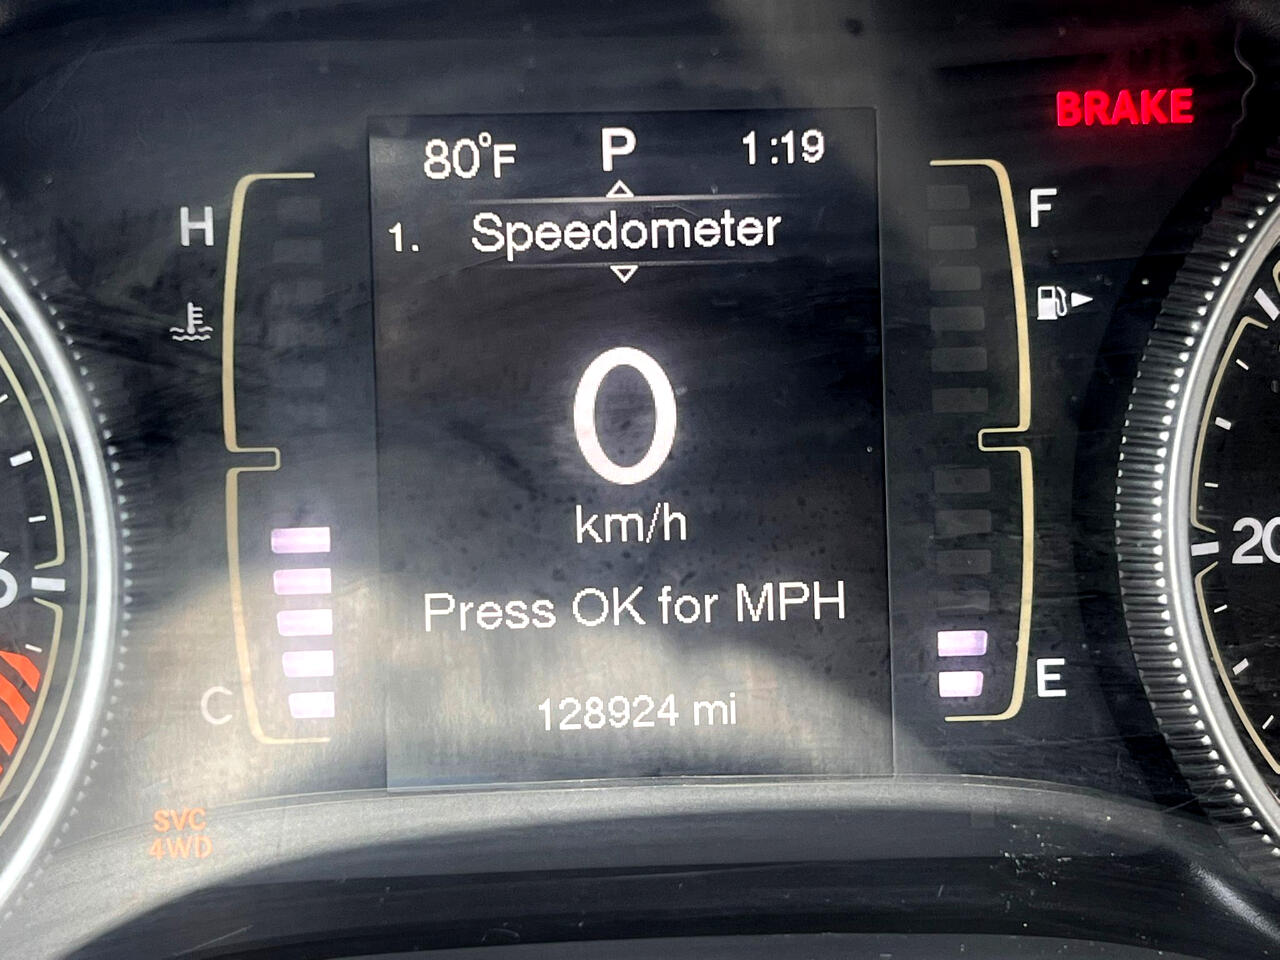 BRAKE
80°F P 1:19
H
F
1. Speedometer
0
km/h
20
Press OK for MPH
E
C
128924 mi
SVC
4WD